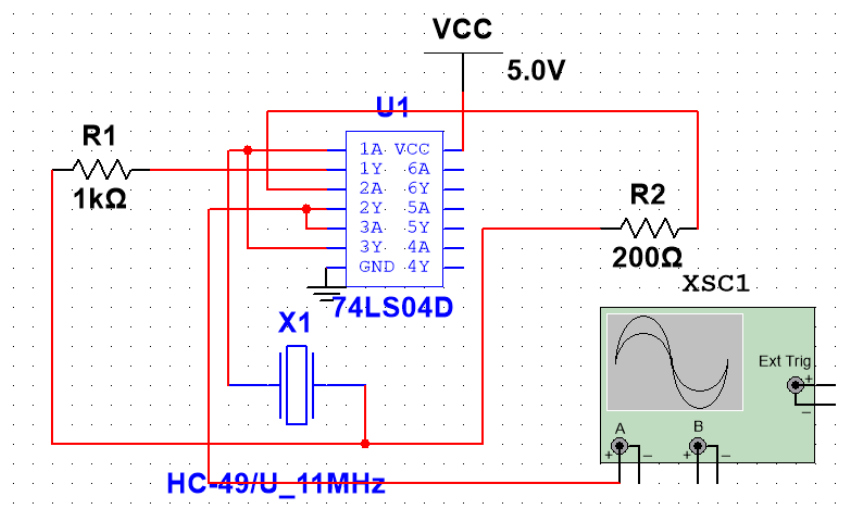 VCC
5.0V
U1
R1
1kΩ
1A VCC
1Y 6A
2A 6Y
2Y 5A
3A 5Y
3Y 4A
GND 4Y
74LS04D
R2
200Ω
XSC1
X1
HC-49/U_11MHz
Ext Trig
+
–
A
B
+ –
+ –